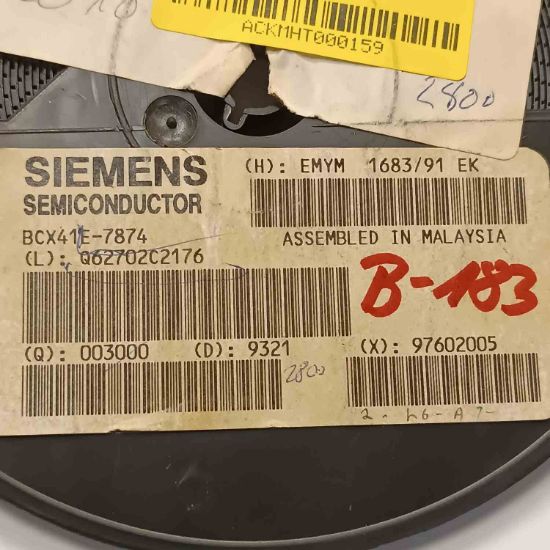 ACKMHT000159
2800
SIEMENS
SEMICONDUCTOR
(H): EMYM 1683/91 EK
BCX41E-7874
ASSEMBLED IN MALAYSIA
(L): Q62702C2176
B-183
(Q): 003000 (D): 9321 (X): 97602005
2800